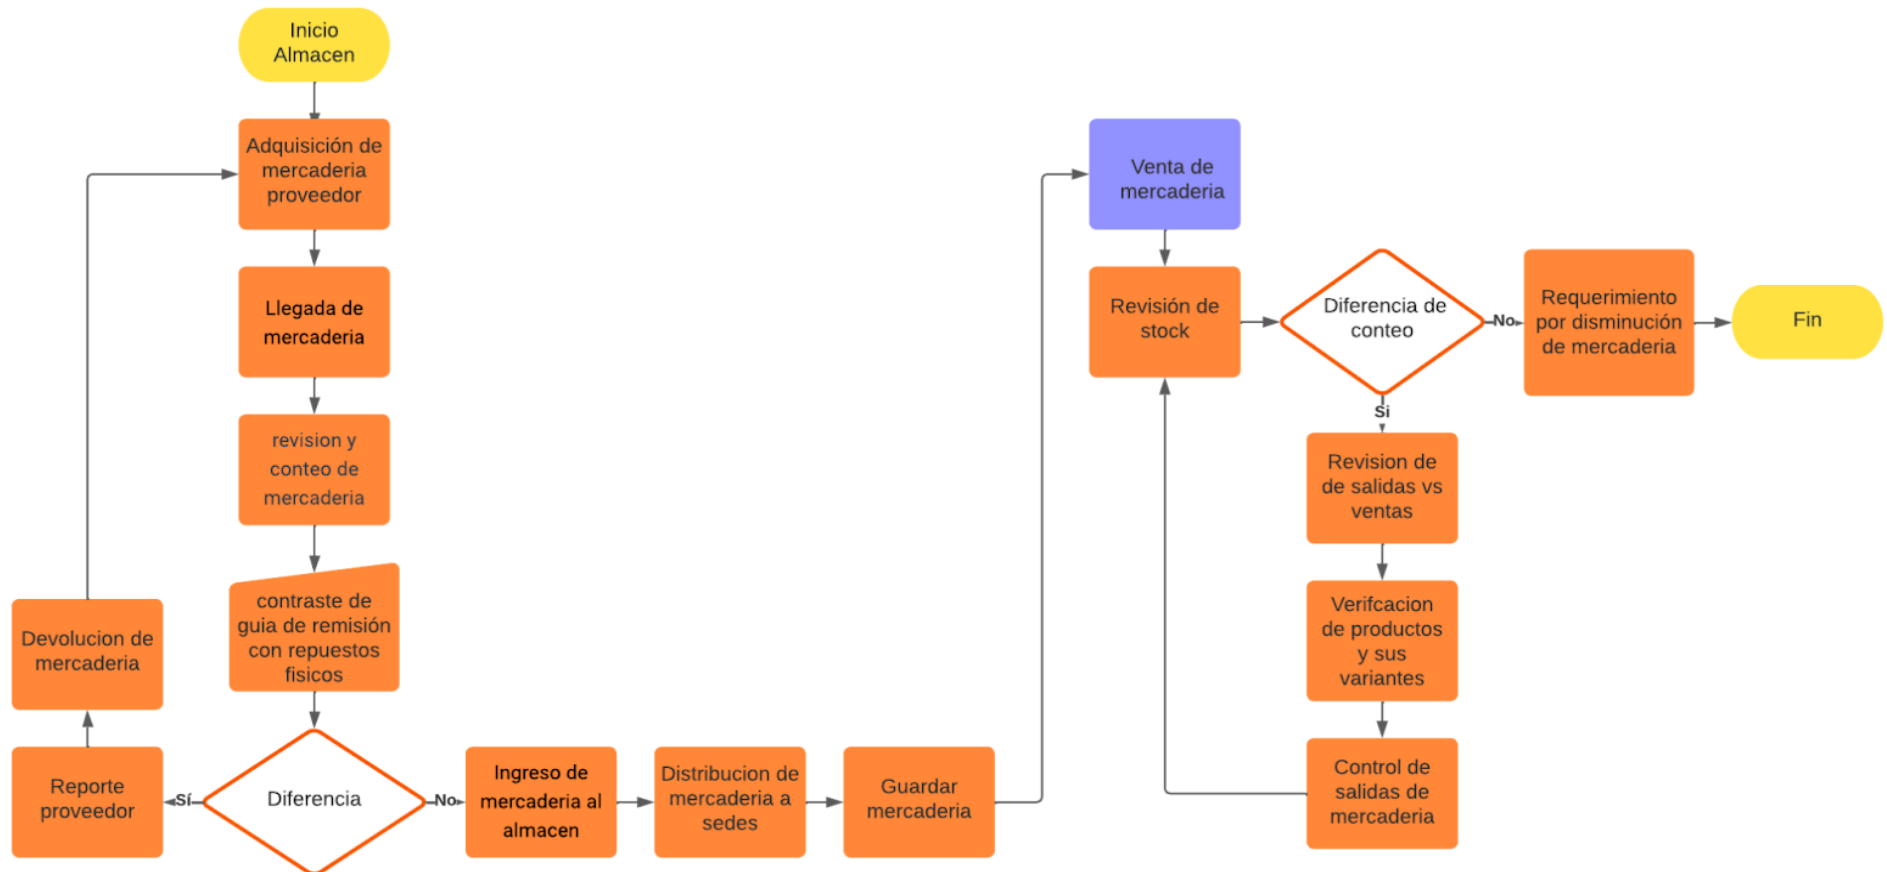 Inicio
Almacen
Adquisición de
mercaderia
proveedor
Llegada de
mercaderia
revision y
conteo de
mercaderia
contraste de
guia de remisión
con repuestos
fisicos
Devolucion de
mercaderia
Reporte
proveedor
Sí
Diferencia
No
Ingreso de
mercaderia al
almacen
Distribucion de
mercaderia a
sedes
Guardar
mercaderia
Venta de
mercaderia
Revisión de
stock
Diferencia de
conteo
No
Requerimiento
por disminución
de mercaderia
Fin
Si
Revision de
de salidas vs
ventas
Verifcacion
de productos
y sus
variantes
Control de
salidas de
mercaderia